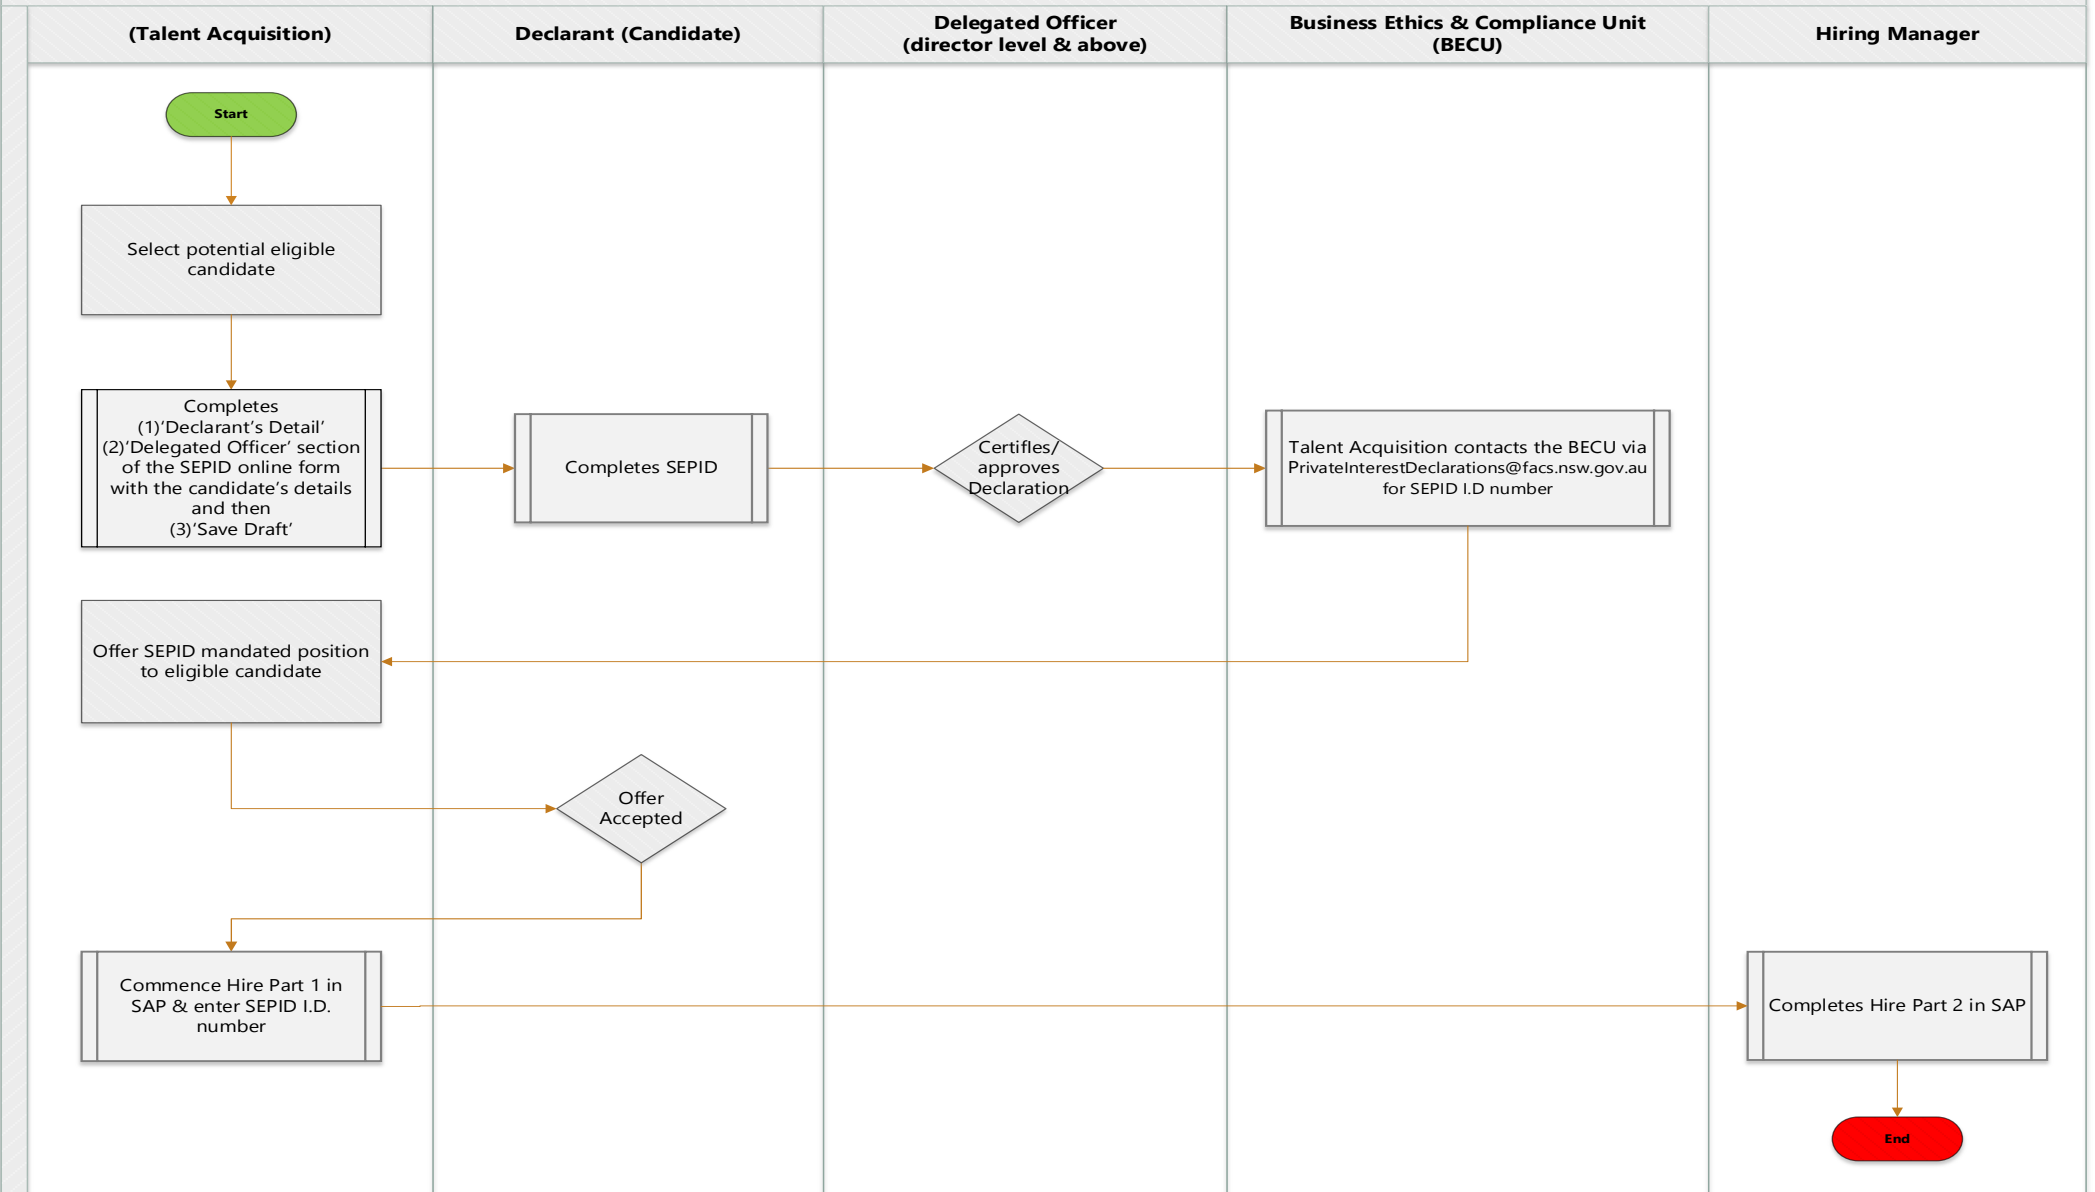 (Talent Acquisition)
Declarant (Candidate)
Delegated Officer
(director level & above)
Business Ethics & Compliance Unit
(BECU)
Hiring Manager
Start
Select potential eligible
candidate
Completes
(1)‘Declarant’s Detail’
(2)‘Delegated Officer’ section
of the SEPID online form
with the candidate’s details
and then
(3)‘Save Draft’
Completes SEPID
Certifles/
approves
Declaration
Talent Acquisition contacts the BECU via
PrivateInterestDeclarations@facs.nsw.gov.au
for SEPID I.D number
Offer SEPID mandated position
to eligible candidate
Offer
Accepted
Commence Hire Part 1 in
SAP & enter SEPID I.D.
number
Completes Hire Part 2 in SAP
End